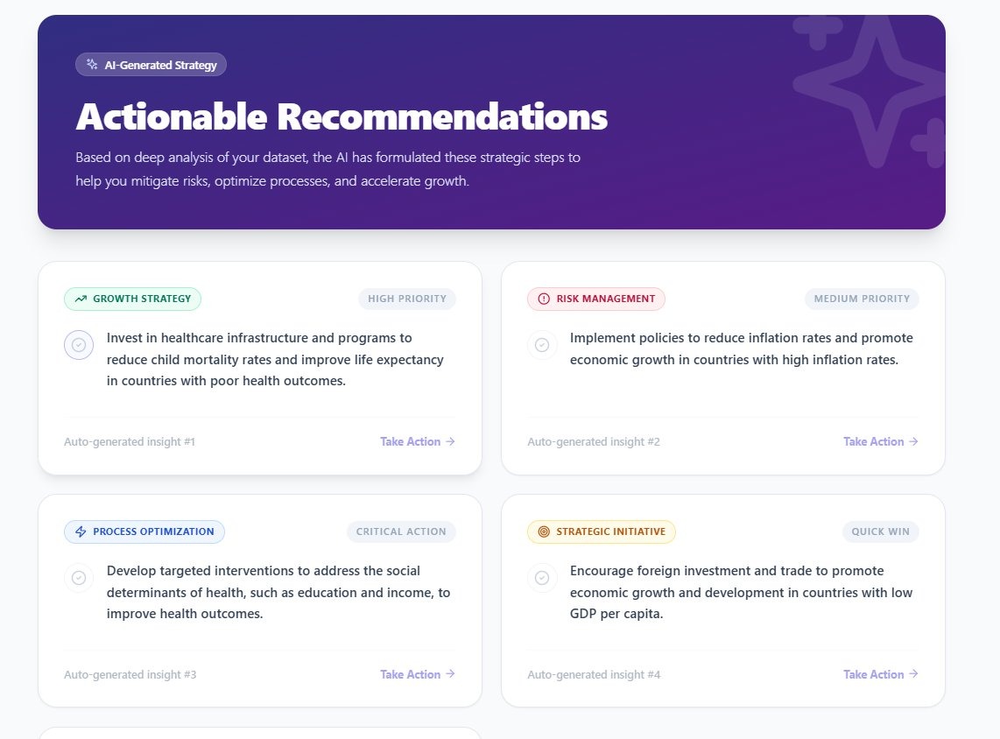 AI-Generated Strategy
Actionable Recommendations
Based on deep analysis of your dataset, the AI has formulated these strategic steps to
help you mitigate risks, optimize processes, and accelerate growth.
GROWTH STRATEGY
HIGH PRIORITY
Invest in healthcare infrastructure and programs to
reduce child mortality rates and improve life expectancy
in countries with poor health outcomes.
Auto-generated insight #1
Take Action →
RISK MANAGEMENT
MEDIUM PRIORITY
Implement policies to reduce inflation rates and promote
economic growth in countries with high inflation rates.
Auto-generated insight #2
Take Action →
PROCESS OPTIMIZATION
CRITICAL ACTION
Develop targeted interventions to address the social
determinants of health, such as education and income, to
improve health outcomes.
Auto-generated insight #3
Take Action →
STRATEGIC INITIATIVE
QUICK WIN
Encourage foreign investment and trade to promote
economic growth and development in countries with low
GDP per capita.
Auto-generated insight #4
Take Action →